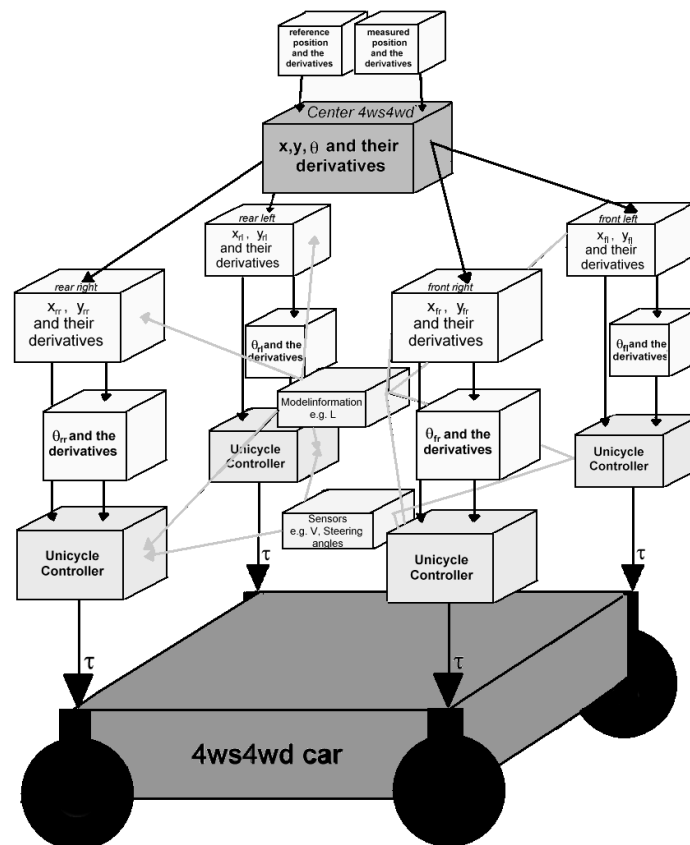 reference
position
and the
derivatives
measured
position
and the
derivatives
Center 4ws4wd
x,y, θ and their
derivatives
rear left
x_rl, y_rl
and their
derivatives
front left
x_fl, y_fl
and their
derivatives
rear right
x_rr, y_rr
and their
derivatives
front right
x_fr, y_fr
and their
derivatives
θ_rl and the
derivatives
θ_fl and the
derivatives
Modelinformation
e.g. L
θ_rr and the
derivatives
θ_fr and the
derivatives
Unicycle
Controller
Unicycle
Controller
Sensors
e.g. V, Steering
angles
Unicycle
Controller
Unicycle
Controller
τ
τ
τ
τ
4ws4wd car